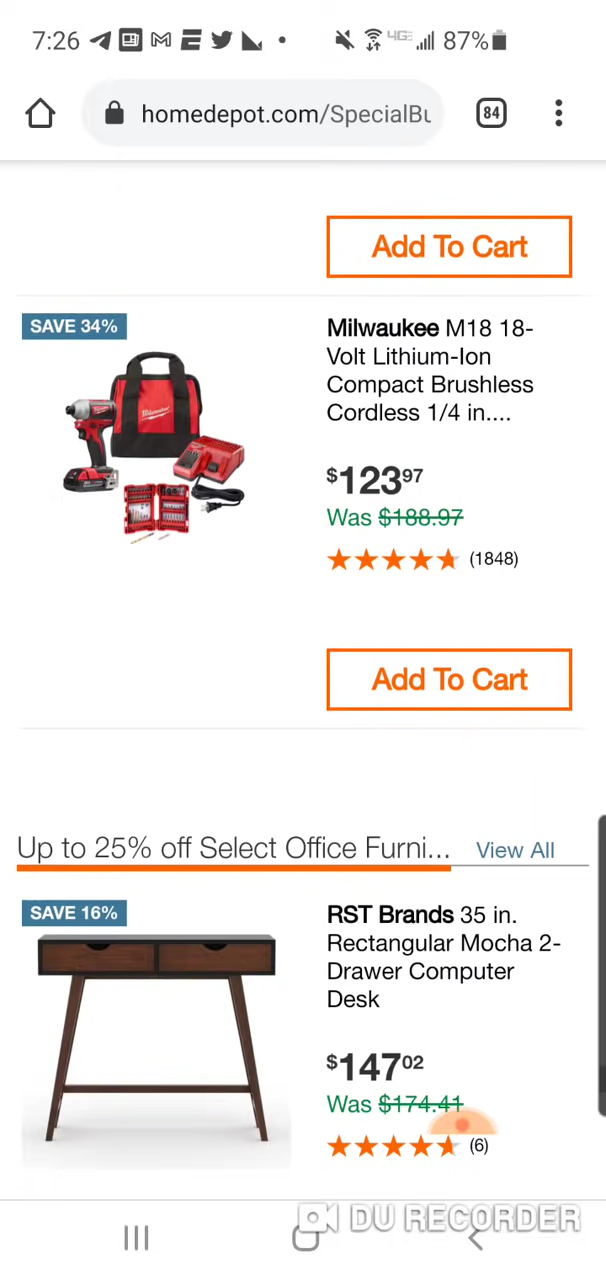 7:26 4GE 87%
homedepot.com/SpecialBu
84
Add To Cart
SAVE 34%
Milwaukee M18 18-
Volt Lithium-Ion
Compact Brushless
Cordless 1/4 in....
$123 97
Was $188.97
(1848)
Milwaukee
Add To Cart
Up to 25% off Select Office Furni...
View All
SAVE 16%
RST Brands 35 in.
Rectangular Mocha 2-
Drawer Computer
Desk
$147 02
Was $174.41
(6)
DU RECORDER